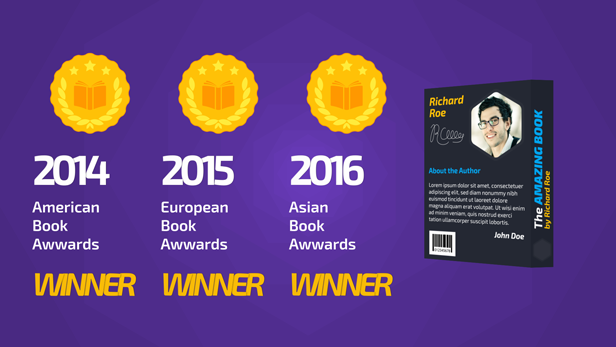 2014
American
Book
Awwards
WINNER
2015
European
Book
Awwards
WINNER
2016
Asian
Book
Awwards
WINNER
Richard
Roe
About the Author
Lorem ipsum dolor sit amet, consectetuer
adipiscing elit, sed diam nonummy nibh
euismod tincidunt ut laoreet dolore
magna aliquam erat volutpat. Ut wisi enim
ad minim veniam, quis nostrud exerci
tation ullamcorper suscipit lobortis.
John Doe
The AMAZING BOOK
by Richard Roe